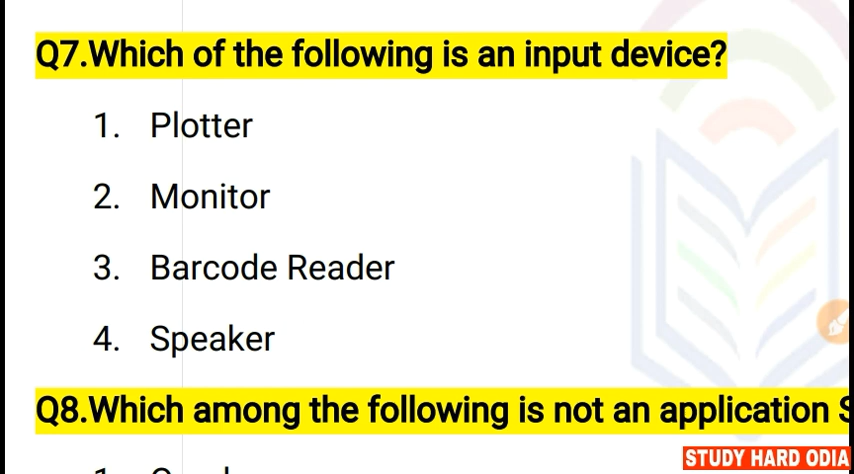 Q7.Which of the following is an input device?
1. Plotter
2. Monitor
3. Barcode Reader
4. Speaker
Q8.Which among the following is not an application
STUDY HARD ODIA